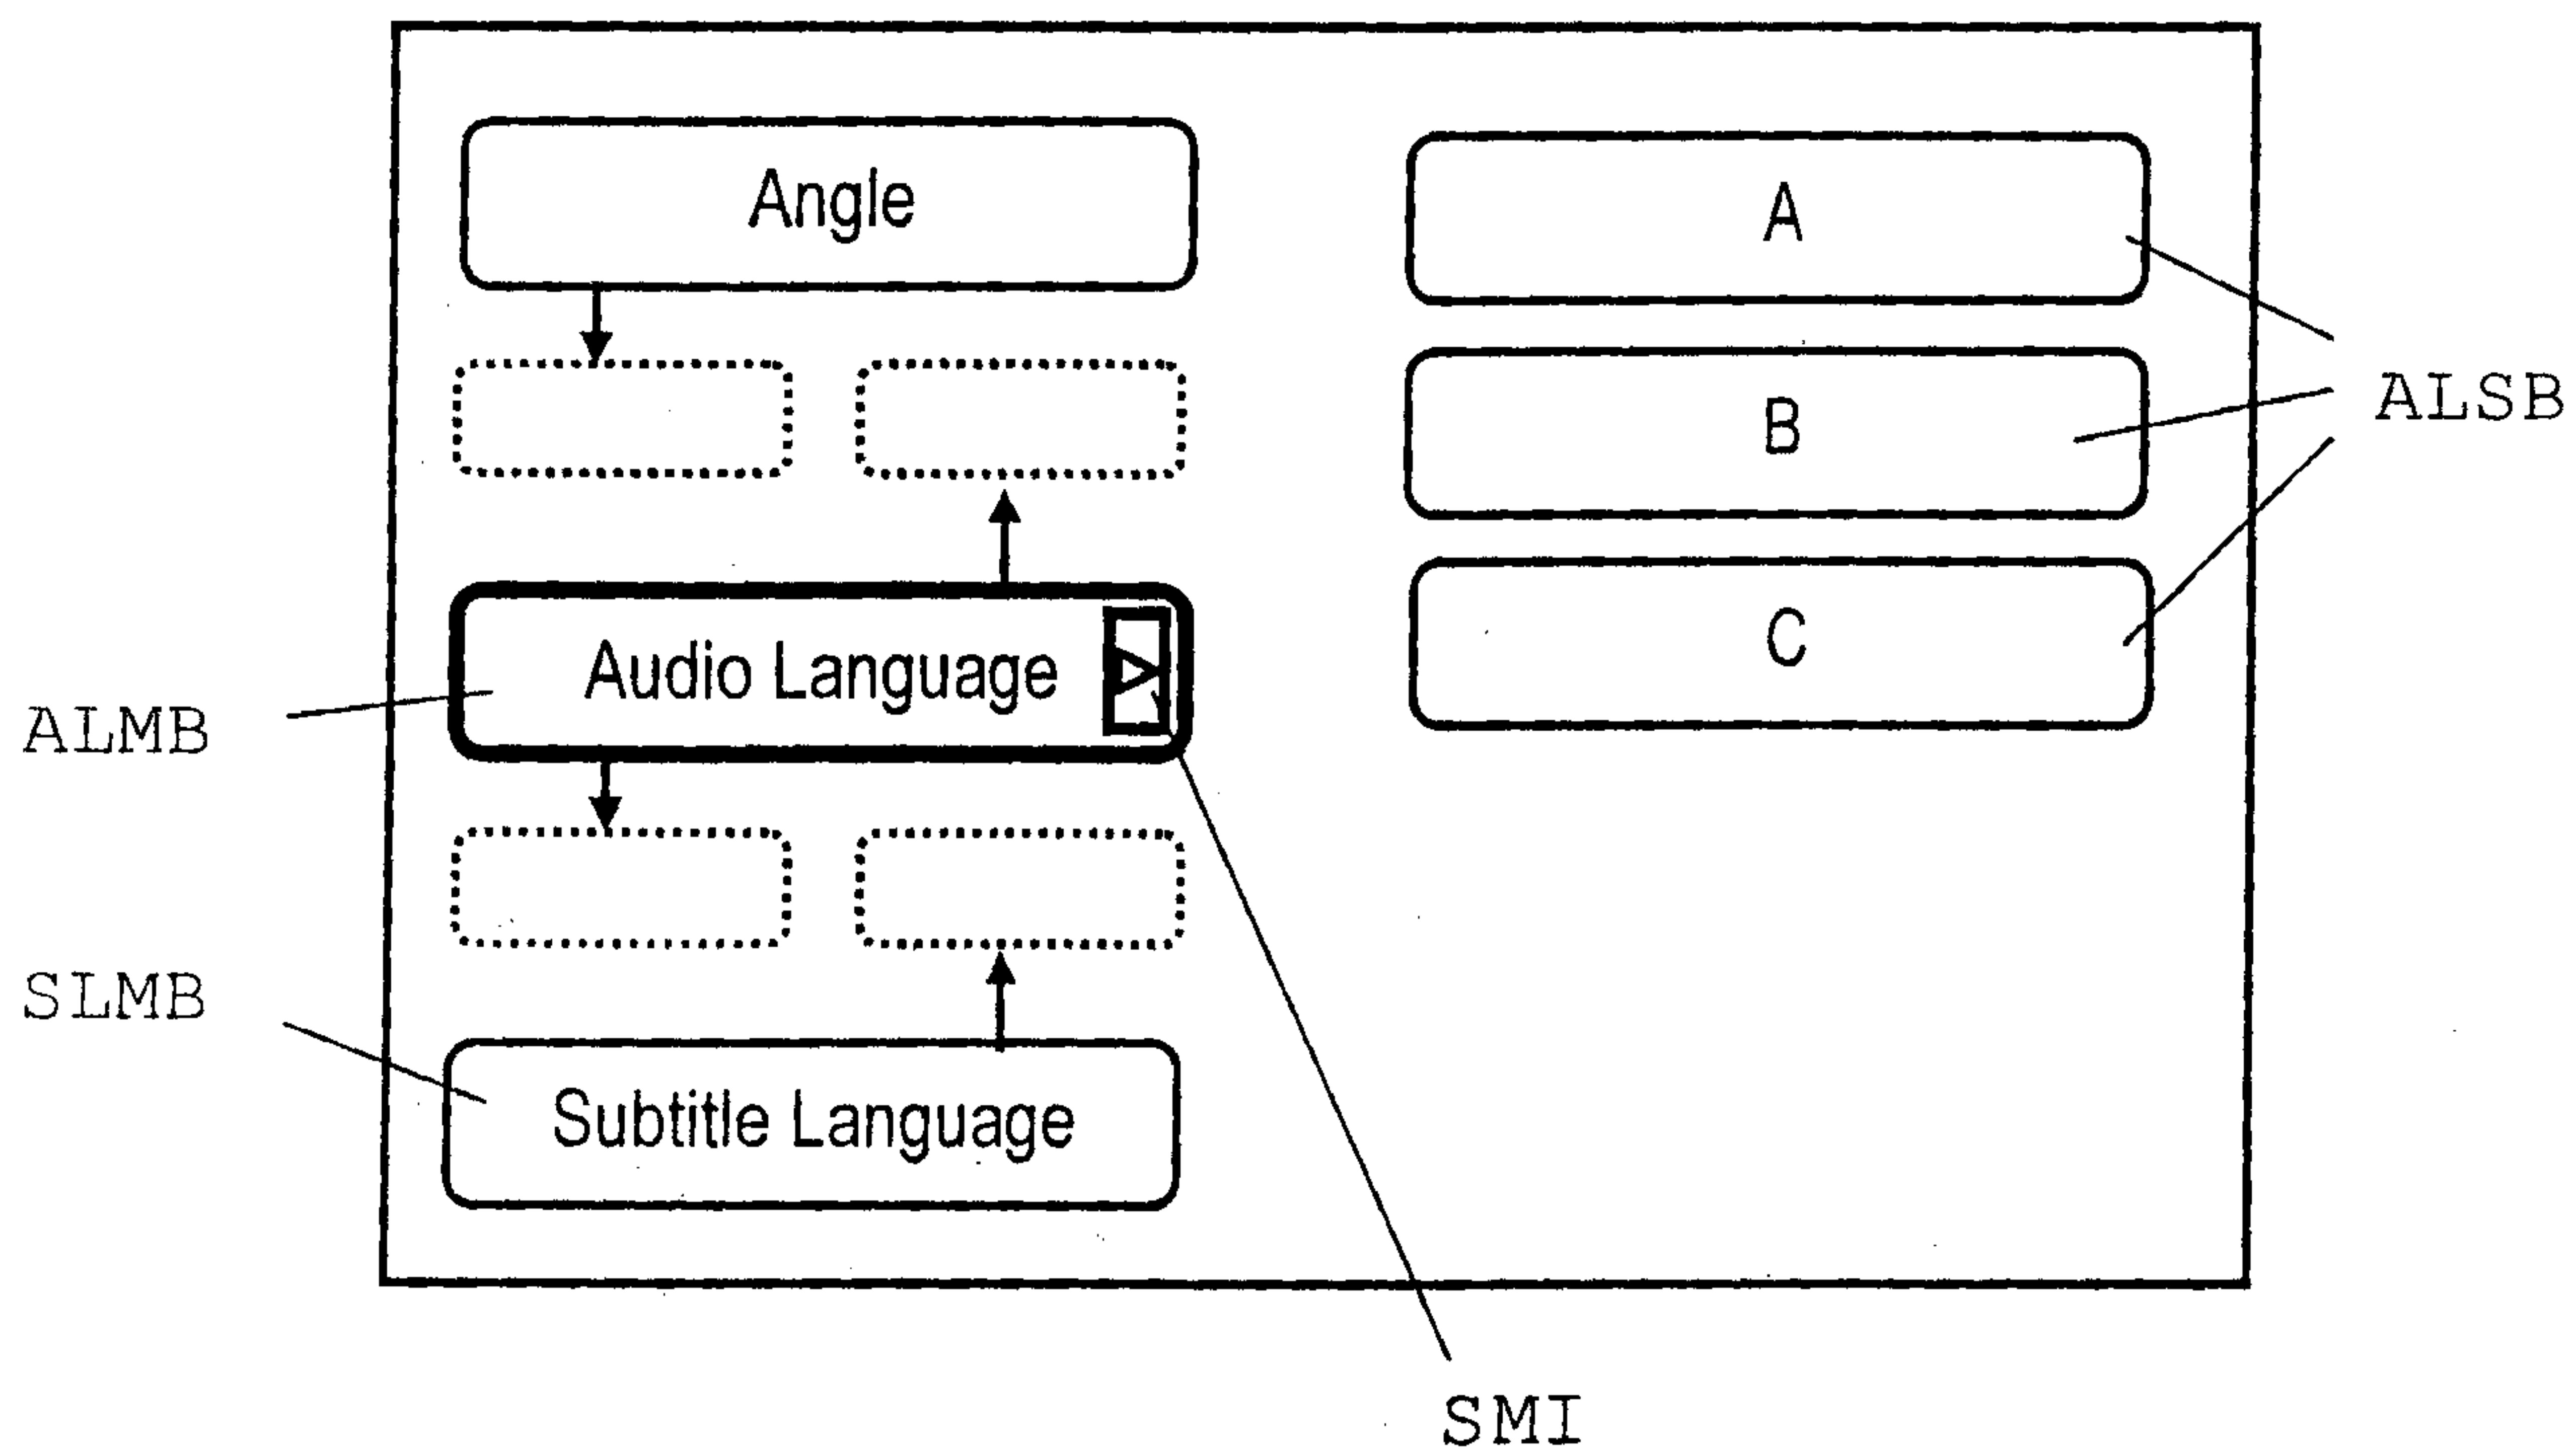 Angle
A
ALSB
B
Audio Language
C
ALMB
SLMB
Subtitle Language
SMI